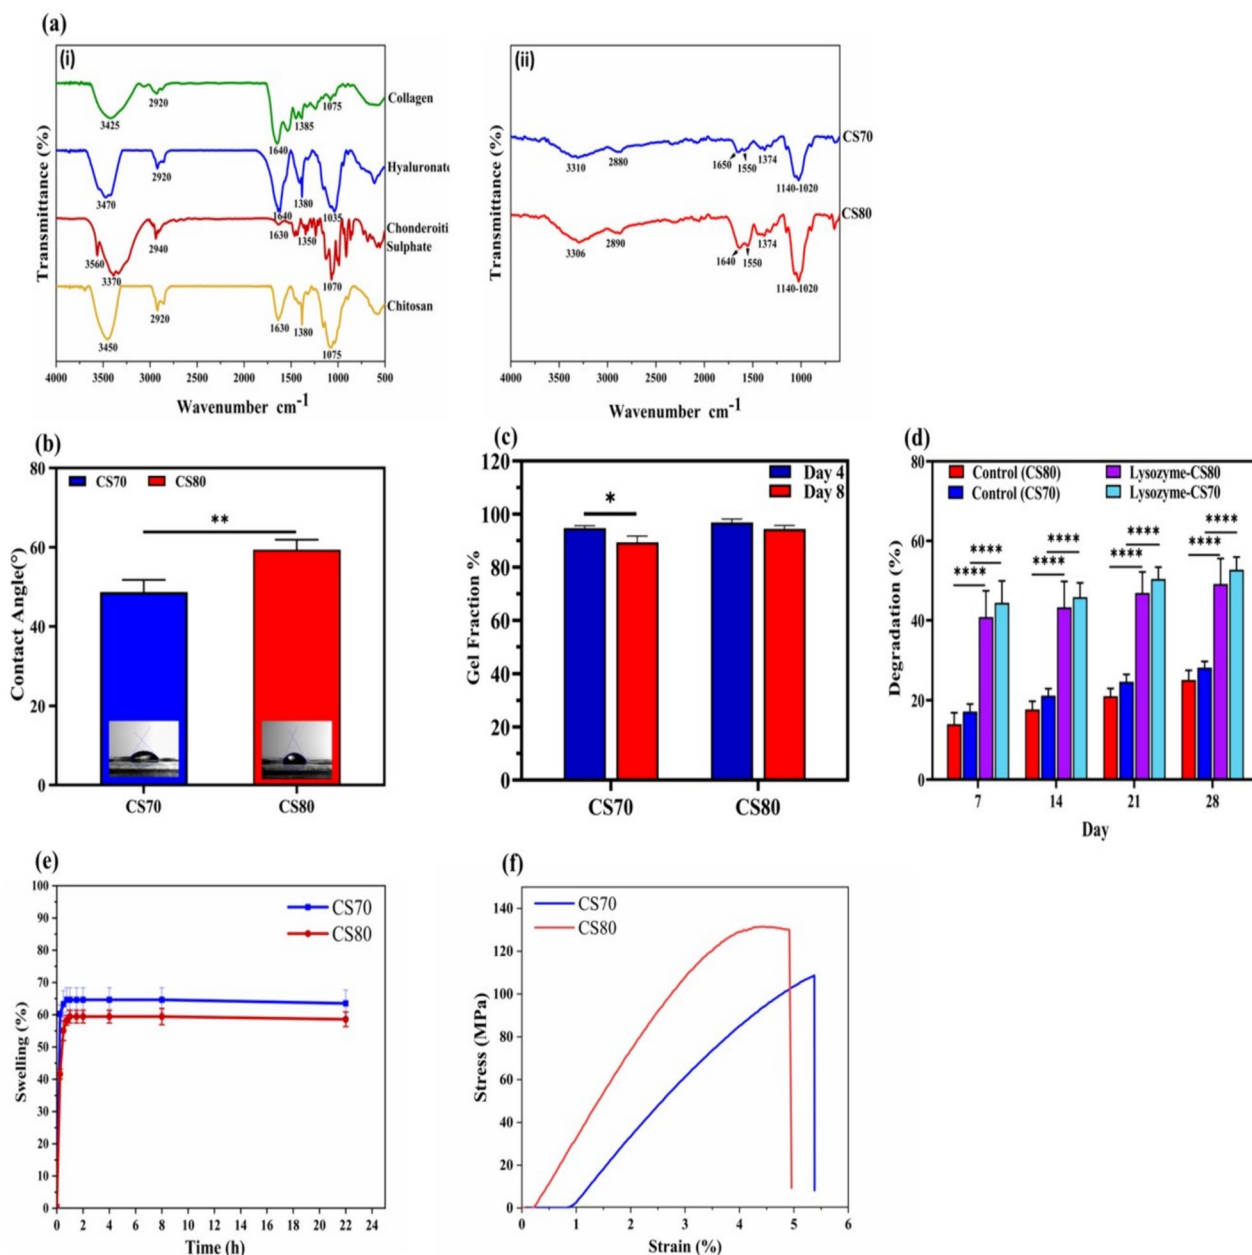 (a)
(i)
Transmittance (%)
Collagen
3425
2920
1640
1385
1075
Hyaluronate
3470
2920
1640
1380
1035
Chonderoiti
Sulphate
3560
3370
2940
1630
1350
1070
Chitosan
3450
2920
1630
1380
1075
4000 3500 3000 2500 2000 1500 1000 500
Wavenumber cm-1
(ii)
Transmittance (%)
CS70
3310
2880
1650
1550
1374
1140-1020
CS80
3306
2890
1640
1550
1374
1140-1020
4000 3500 3000 2500 2000 1500 1000
Wavenumber cm-1
(b)
Contact Angle(°)
80
60
40
20
0
CS70 CS80
**
CS70 CS80
(c)
Gel Fraction %
120
100
80
60
40
20
0
Day 4
Day 8
*
CS70 CS80
(d)
Degradation (%)
80
60
40
20
0
Control (CS80) Lysozyme-CS80
Control (CS70) Lysozyme-CS70
**** ****
**** ****
**** ****
**** ****
7 14 21 28
Day
(e)
Swelling (%)
100
90
80
70
60
50
40
30
20
10
0
CS70
CS80
0 2 4 6 8 10 12 14 16 18 20 22 24
Time (h)
(f)
Stress (MPa)
140
120
100
80
60
40
20
0
CS70
CS80
0 1 2 3 4 5 6
Strain (%)